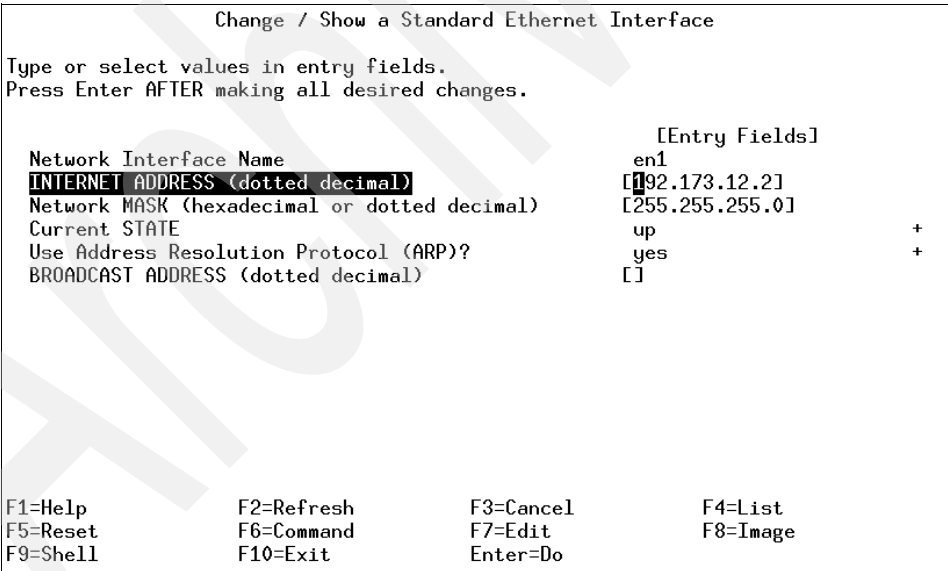 Change / Show a Standard Ethernet Interface
Type or select values in entry fields.
Press Enter AFTER making all desired changes.
[Entry Fields]
Network Interface Name en1
INTERNET ADDRESS (dotted decimal) [192.173.12.2]
Network MASK (hexadecimal or dotted decimal) [255.255.255.0]
Current STATE up +
Use Address Resolution Protocol (ARP)? yes +
BROADCAST ADDRESS (dotted decimal) []
F1=Help F2=Refresh F3=Cancel F4=List
F5=Reset F6=Command F7=Edit F8=Image
F9=Shell F10=Exit Enter=Do